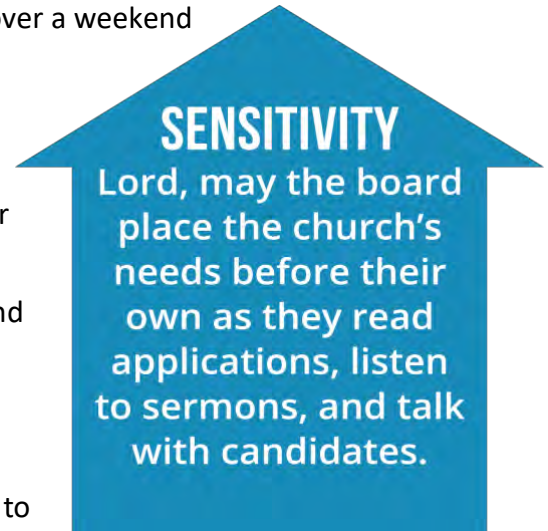 over a weekend
SENSITIVITY
Lord, may the board
place the church’s
r
needs before their
nd
own as they read
applications, listen
to sermons, and talk
with candidates.
to